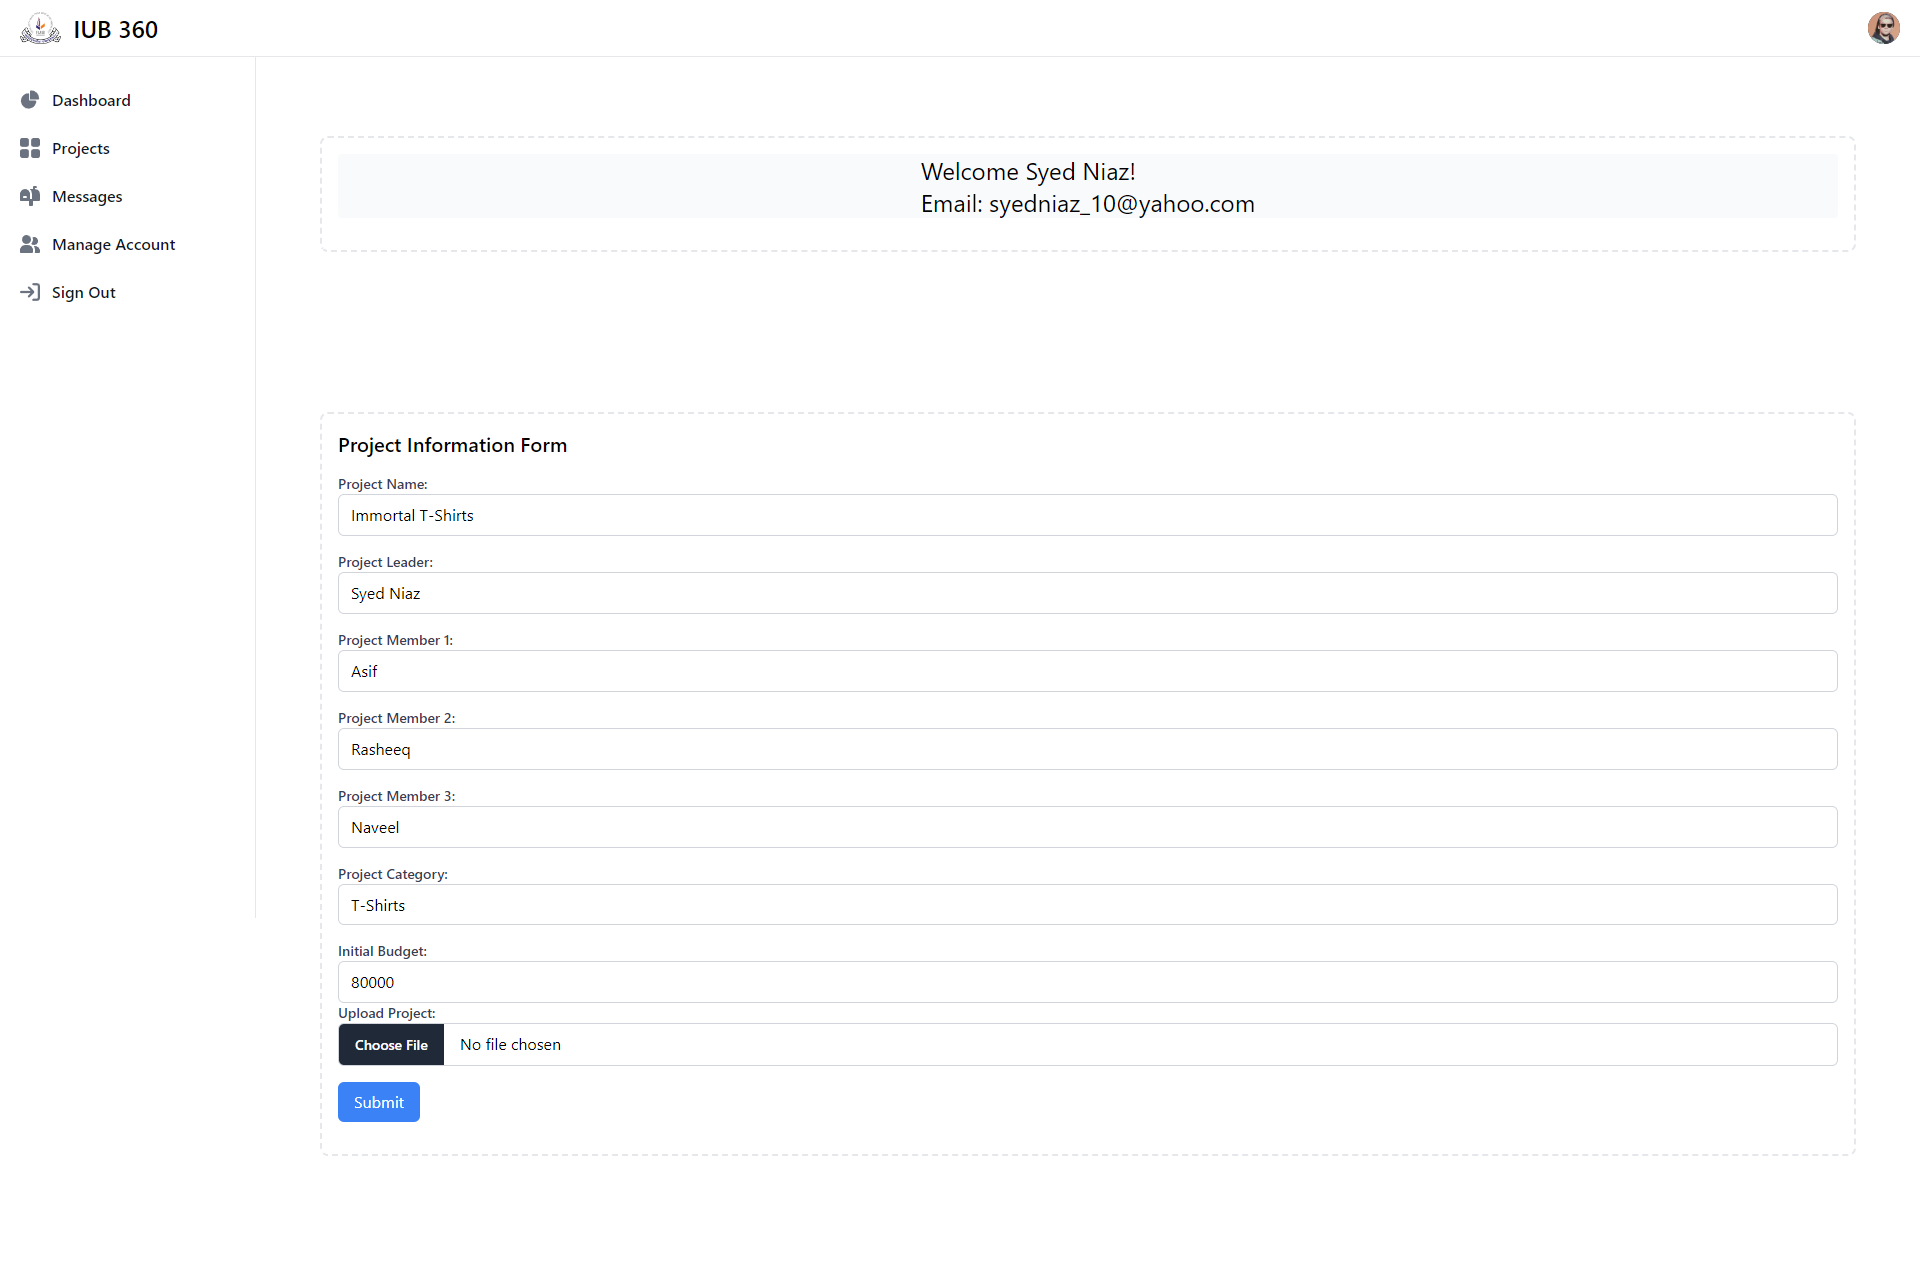 IUB 360
Dashboard
Projects
Messages
Manage Account
Sign Out
Welcome Syed Niaz!
Email: syedniaz_10@yahoo.com
Project Information Form
Project Name:
Immortal T-Shirts
Project Leader:
Syed Niaz
Project Member 1:
Asif
Project Member 2:
Rasheeq
Project Member 3:
Naveel
Project Category:
T-Shirts
Initial Budget:
80000
Upload Project:
Choose File No file chosen
Submit